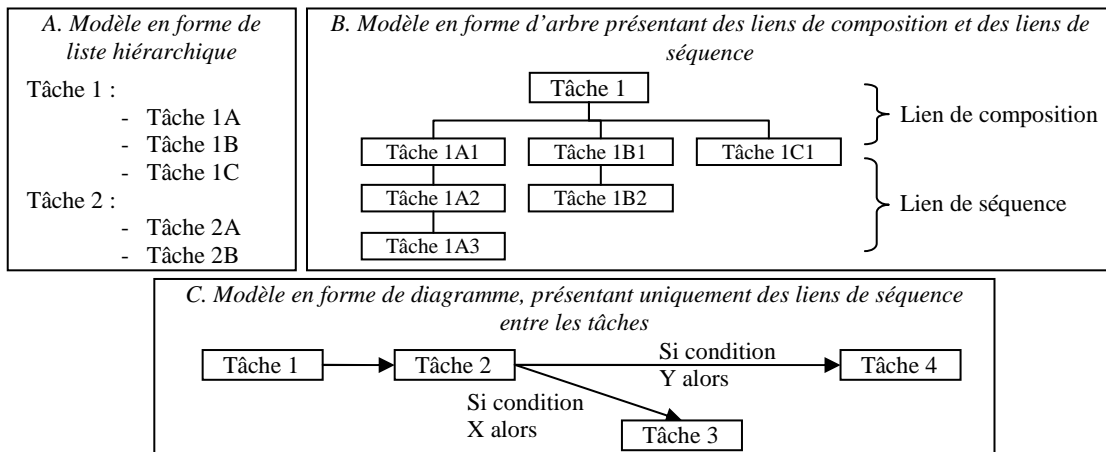 A. Modèle en forme de
liste hiérarchique
Tâche 1 :
- Tâche 1A
- Tâche 1B
- Tâche 1C
Tâche 2 :
- Tâche 2A
- Tâche 2B
B. Modèle en forme d’arbre présentant des liens de composition et des liens de
séquence
Tâche 1
Lien de composition
Tâche 1A1
Tâche 1B1
Tâche 1C1
Tâche 1A2
Tâche 1B2
Lien de séquence
Tâche 1A3
C. Modèle en forme de diagramme, présentant uniquement des liens de séquence
entre les tâches
Tâche 1
Tâche 2
Si condition
Y alors
Tâche 4
Si condition
X alors
Tâche 3